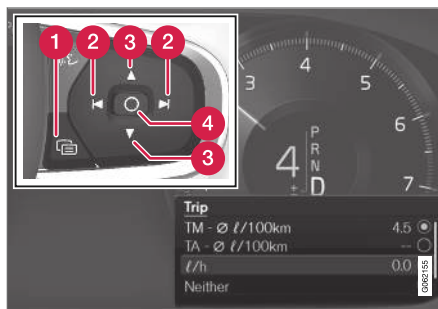 1
2
3
2
4
3
3
4
5
6
7
4
±
P
R
N
D
Trip
TM - Ø ℓ/100km 4.5
TA - Ø ℓ/100km --
ℓ/h 0.0
Neither
G062155